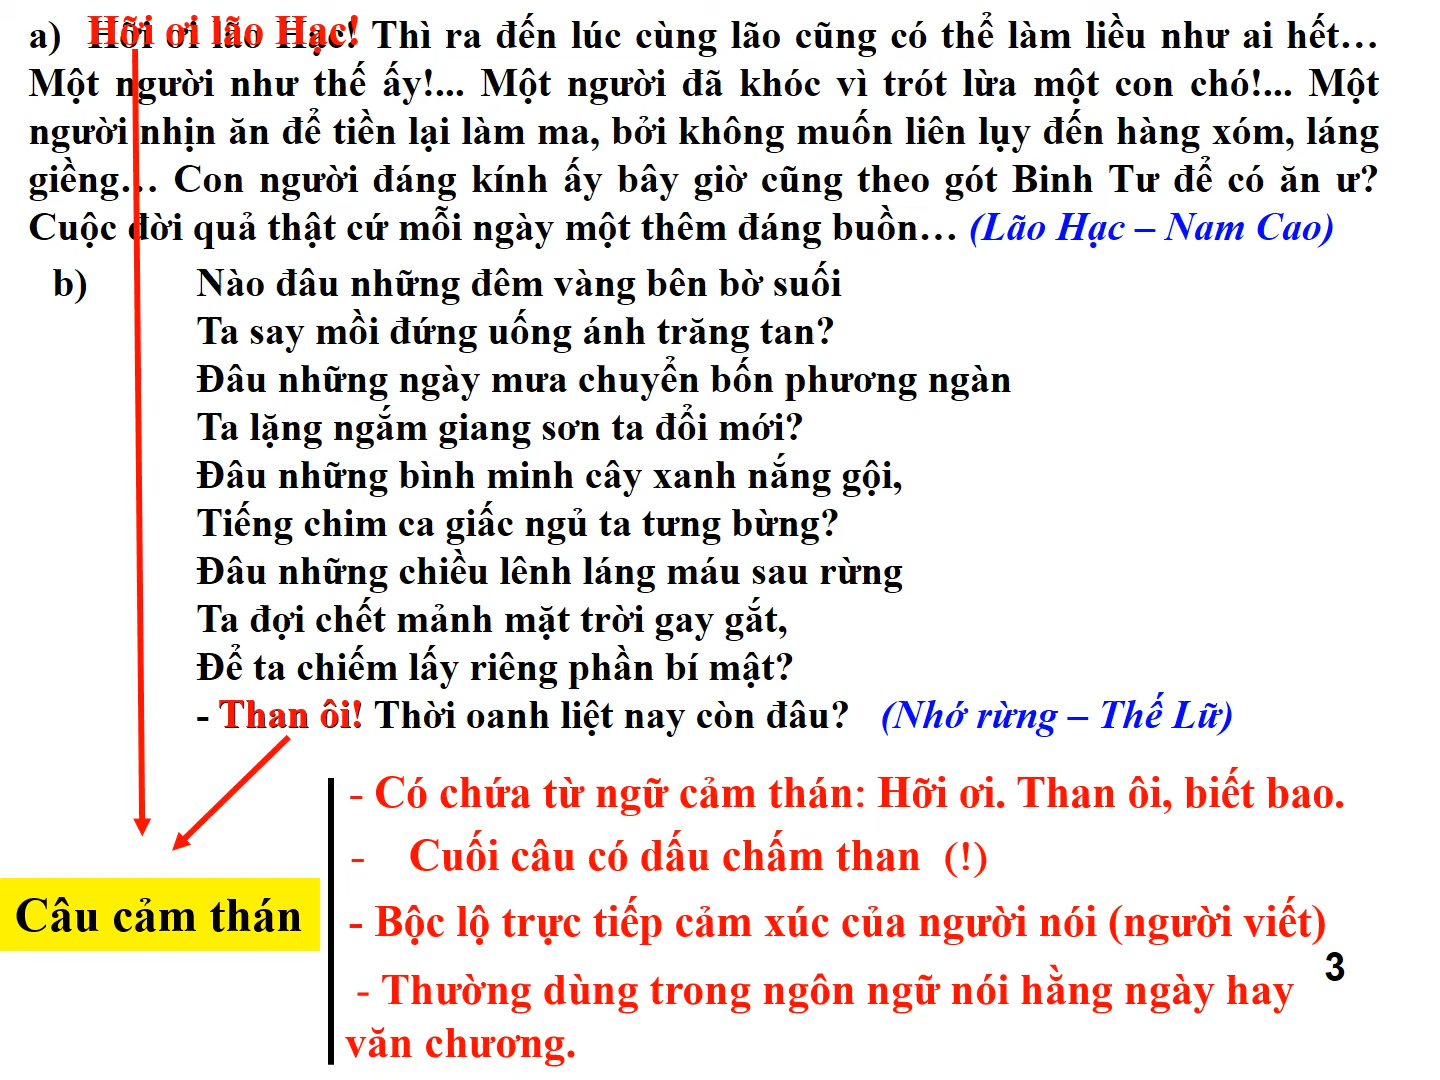 a) Hỡi ơi lão Hạc! Thì ra đến lúc cùng lão cũng có thể làm liều như ai hết…
Một người như thế ấy!... Một người đã khóc vì trót lừa một con chó!... Một
người nhịn ăn để tiền lại làm ma, bởi không muốn liên lụy đến hàng xóm, láng
giềng… Con người đáng kính ấy bây giờ cũng theo gót Binh Tư để có ăn ư?
Cuộc đời quả thật cứ mỗi ngày một thêm đáng buồn… (Lão Hạc – Nam Cao)
b) Nào đâu những đêm vàng bên bờ suối
Ta say mồi đứng uống ánh trăng tan?
Đâu những ngày mưa chuyển bốn phương ngàn
Ta lặng ngắm giang sơn ta đổi mới?
Đâu những bình minh cây xanh nắng gội,
Tiếng chim ca giấc ngủ ta tưng bừng?
Đâu những chiều lênh láng máu sau rừng
Ta đợi chết mảnh mặt trời gay gắt,
Để ta chiếm lấy riêng phần bí mật?
- Than ôi! Thời oanh liệt nay còn đâu? (Nhớ rừng – Thế Lữ)
- Có chứa từ ngữ cảm thán: Hỡi ơi. Than ôi, biết bao.
- Cuối câu có dấu chấm than (!)
Câu cảm thán
- Bộc lộ trực tiếp cảm xúc của người nói (người viết)
3
- Thường dùng trong ngôn ngữ nói hằng ngày hay
văn chương.